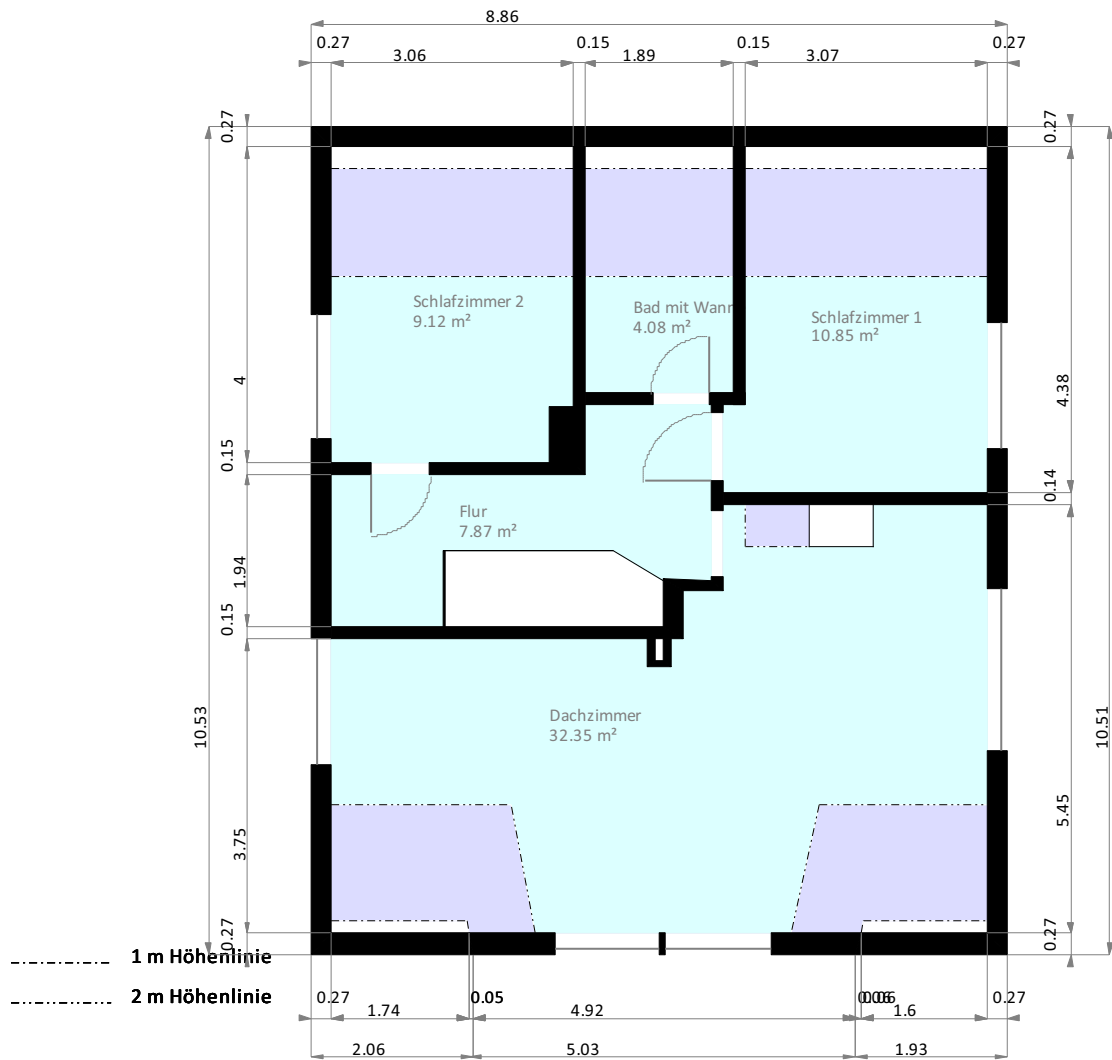 8.86
0.27
0.15
0.15
0.27
3.06
1.89
3.07
0.27
0.27
Schlafzimmer 2
9.12 m²
Bad mit Wann
4.08 m²
Schlafzimmer 1
10.85 m²
4
4.38
0.15
0.14
Flur
7.87 m²
1.94
0.15
Dachzimmer
32.35 m²
10.53
10.51
3.75
5.45
0.27
0.27
1 m Höhenlinie
2 m Höhenlinie
0.27
0.05
0.06
0.27
1.74
4.92
1.6
2.06
5.03
1.93